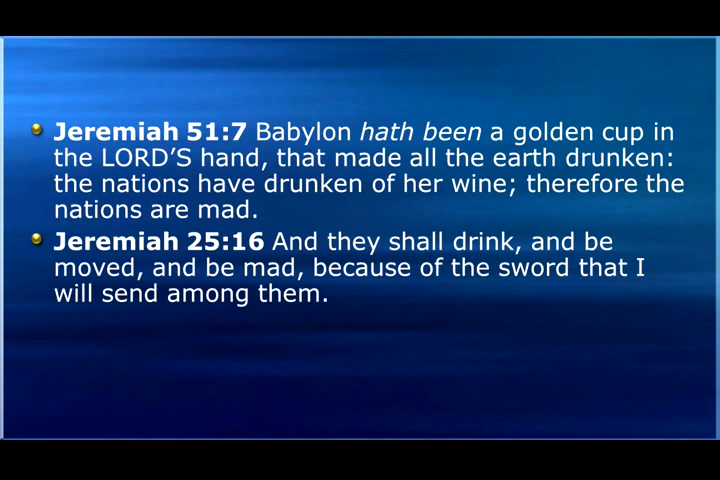 Jeremiah 51:7 Babylon hath been a golden cup in
the LORD’S hand, that made all the earth drunken:
the nations have drunken of her wine; therefore the
nations are mad.
Jeremiah 25:16 And they shall drink, and be
moved, and be mad, because of the sword that I
will send among them.